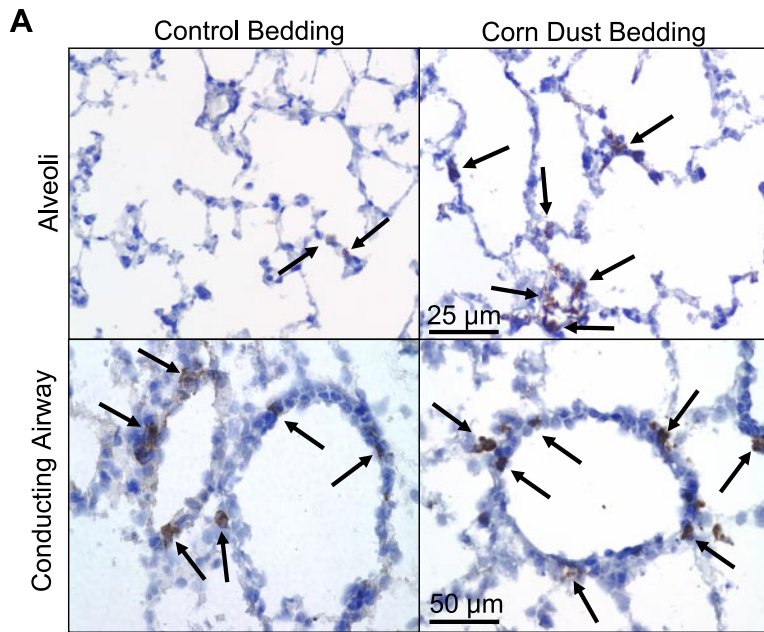 A
Control Bedding
Corn Dust Bedding
Alveoli
25 µm
Conducting Airway
50 µm